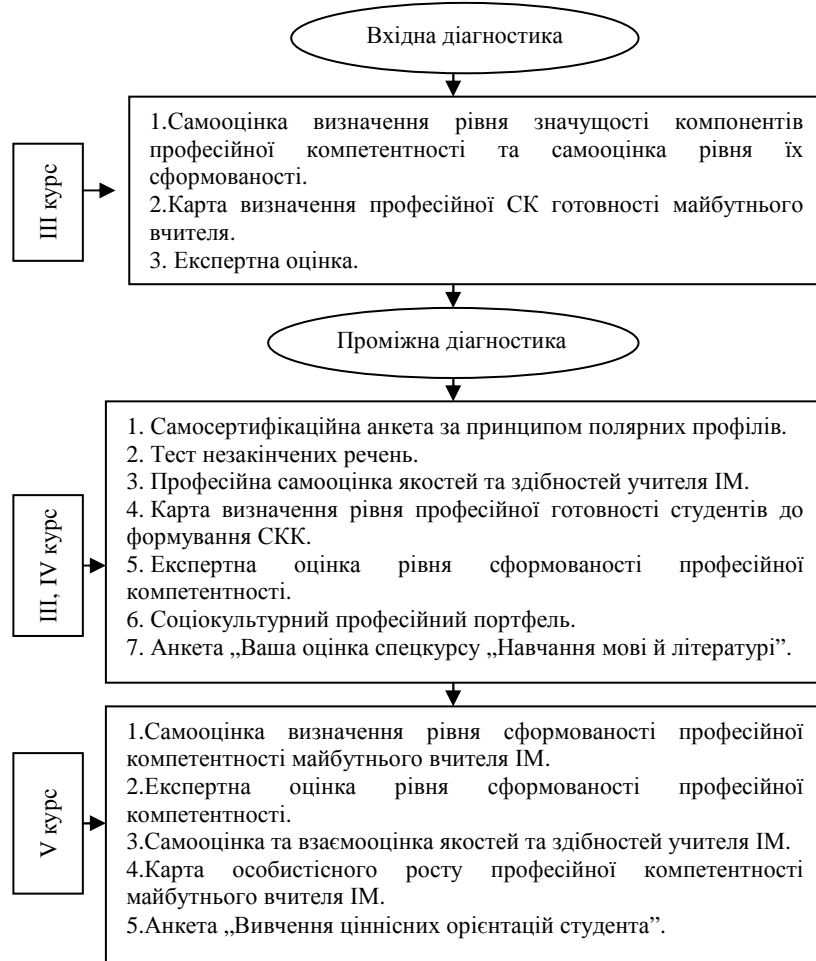 Вхідна діагностика
III курс
1.Самооцінка визначення рівня значущості компонентів
професійної компетентності та самооцінка рівня їх
сформованості.
2.Карта визначення професійної СК готовності майбутнього
вчителя.
3. Експертна оцінка.
Проміжна діагностика
III, IV курс
1. Самосертифікаційна анкета за принципом полярних профілів.
2. Тест незакінчених речень.
3. Професійна самооцінка якостей та здібностей учителя ІМ.
4. Карта визначення рівня професійної готовності студентів до
формування СКК.
5. Експертна оцінка рівня сформованості професійної
компетентності.
6. Соціокультурний професійний портфель.
7. Анкета „Ваша оцінка спецкурсу „Навчання мові й літературі”.
V курс
1.Самооцінка визначення рівня сформованості професійної
компетентності майбутнього вчителя ІМ.
2.Експертна оцінка рівня сформованості професійної
компетентності.
3.Самооцінка та взаємооцінка якостей та здібностей учителя ІМ.
4.Карта особистісного росту професійної компетентності
майбутнього вчителя ІМ.
5.Анкета „Вивчення ціннісних орієнтацій студента”.